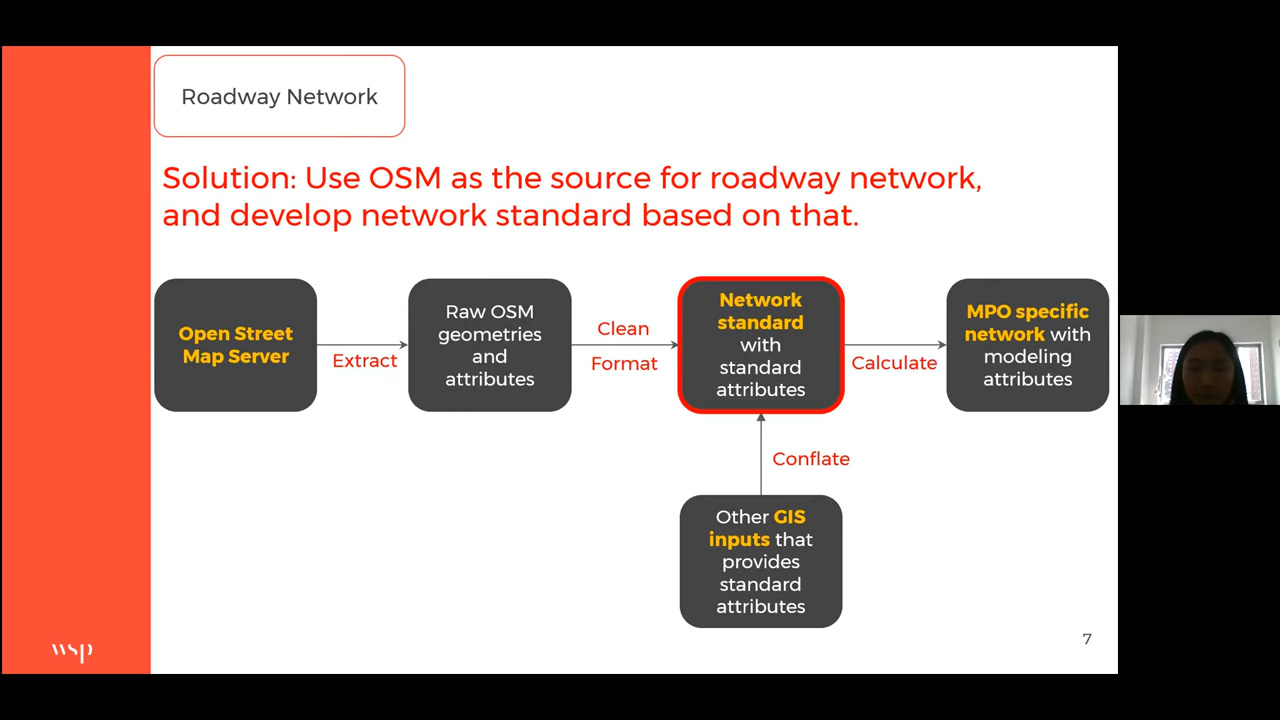 Roadway Network
Solution: Use OSM as the source for roadway network,
and develop network standard based on that.
Open Street
Map Server
Extract
Raw OSM
geometries
and
attributes
Clean
Format
Network
standard
with
standard
attributes
Calculate
MPO specific
network with
modeling
attributes
Conflate
Other GIS
inputs that
provides
standard
attributes
wsp
7